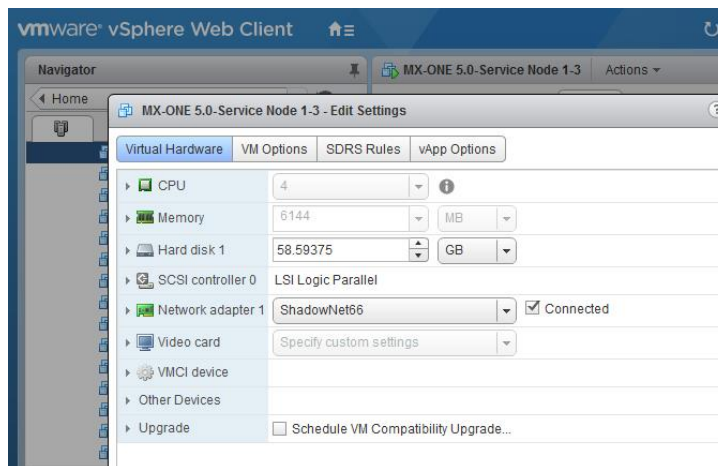 vmware® vSphere Web Client
Navigator
MX-ONE 5.0-Service Node 1-3 Actions
Home
MX-ONE 5.0-Service Node 1-3 - Edit Settings
Virtual Hardware VM Options SDRS Rules vApp Options
CPU 4
Memory 6144 MB
Hard disk 1 58.59375 GB
SCSI controller 0 LSI Logic Parallel
Network adapter 1 ShadowNet66 Connected
Video card Specify custom settings
VMCI device
Other Devices
Upgrade Schedule VM Compatibility Upgrade...